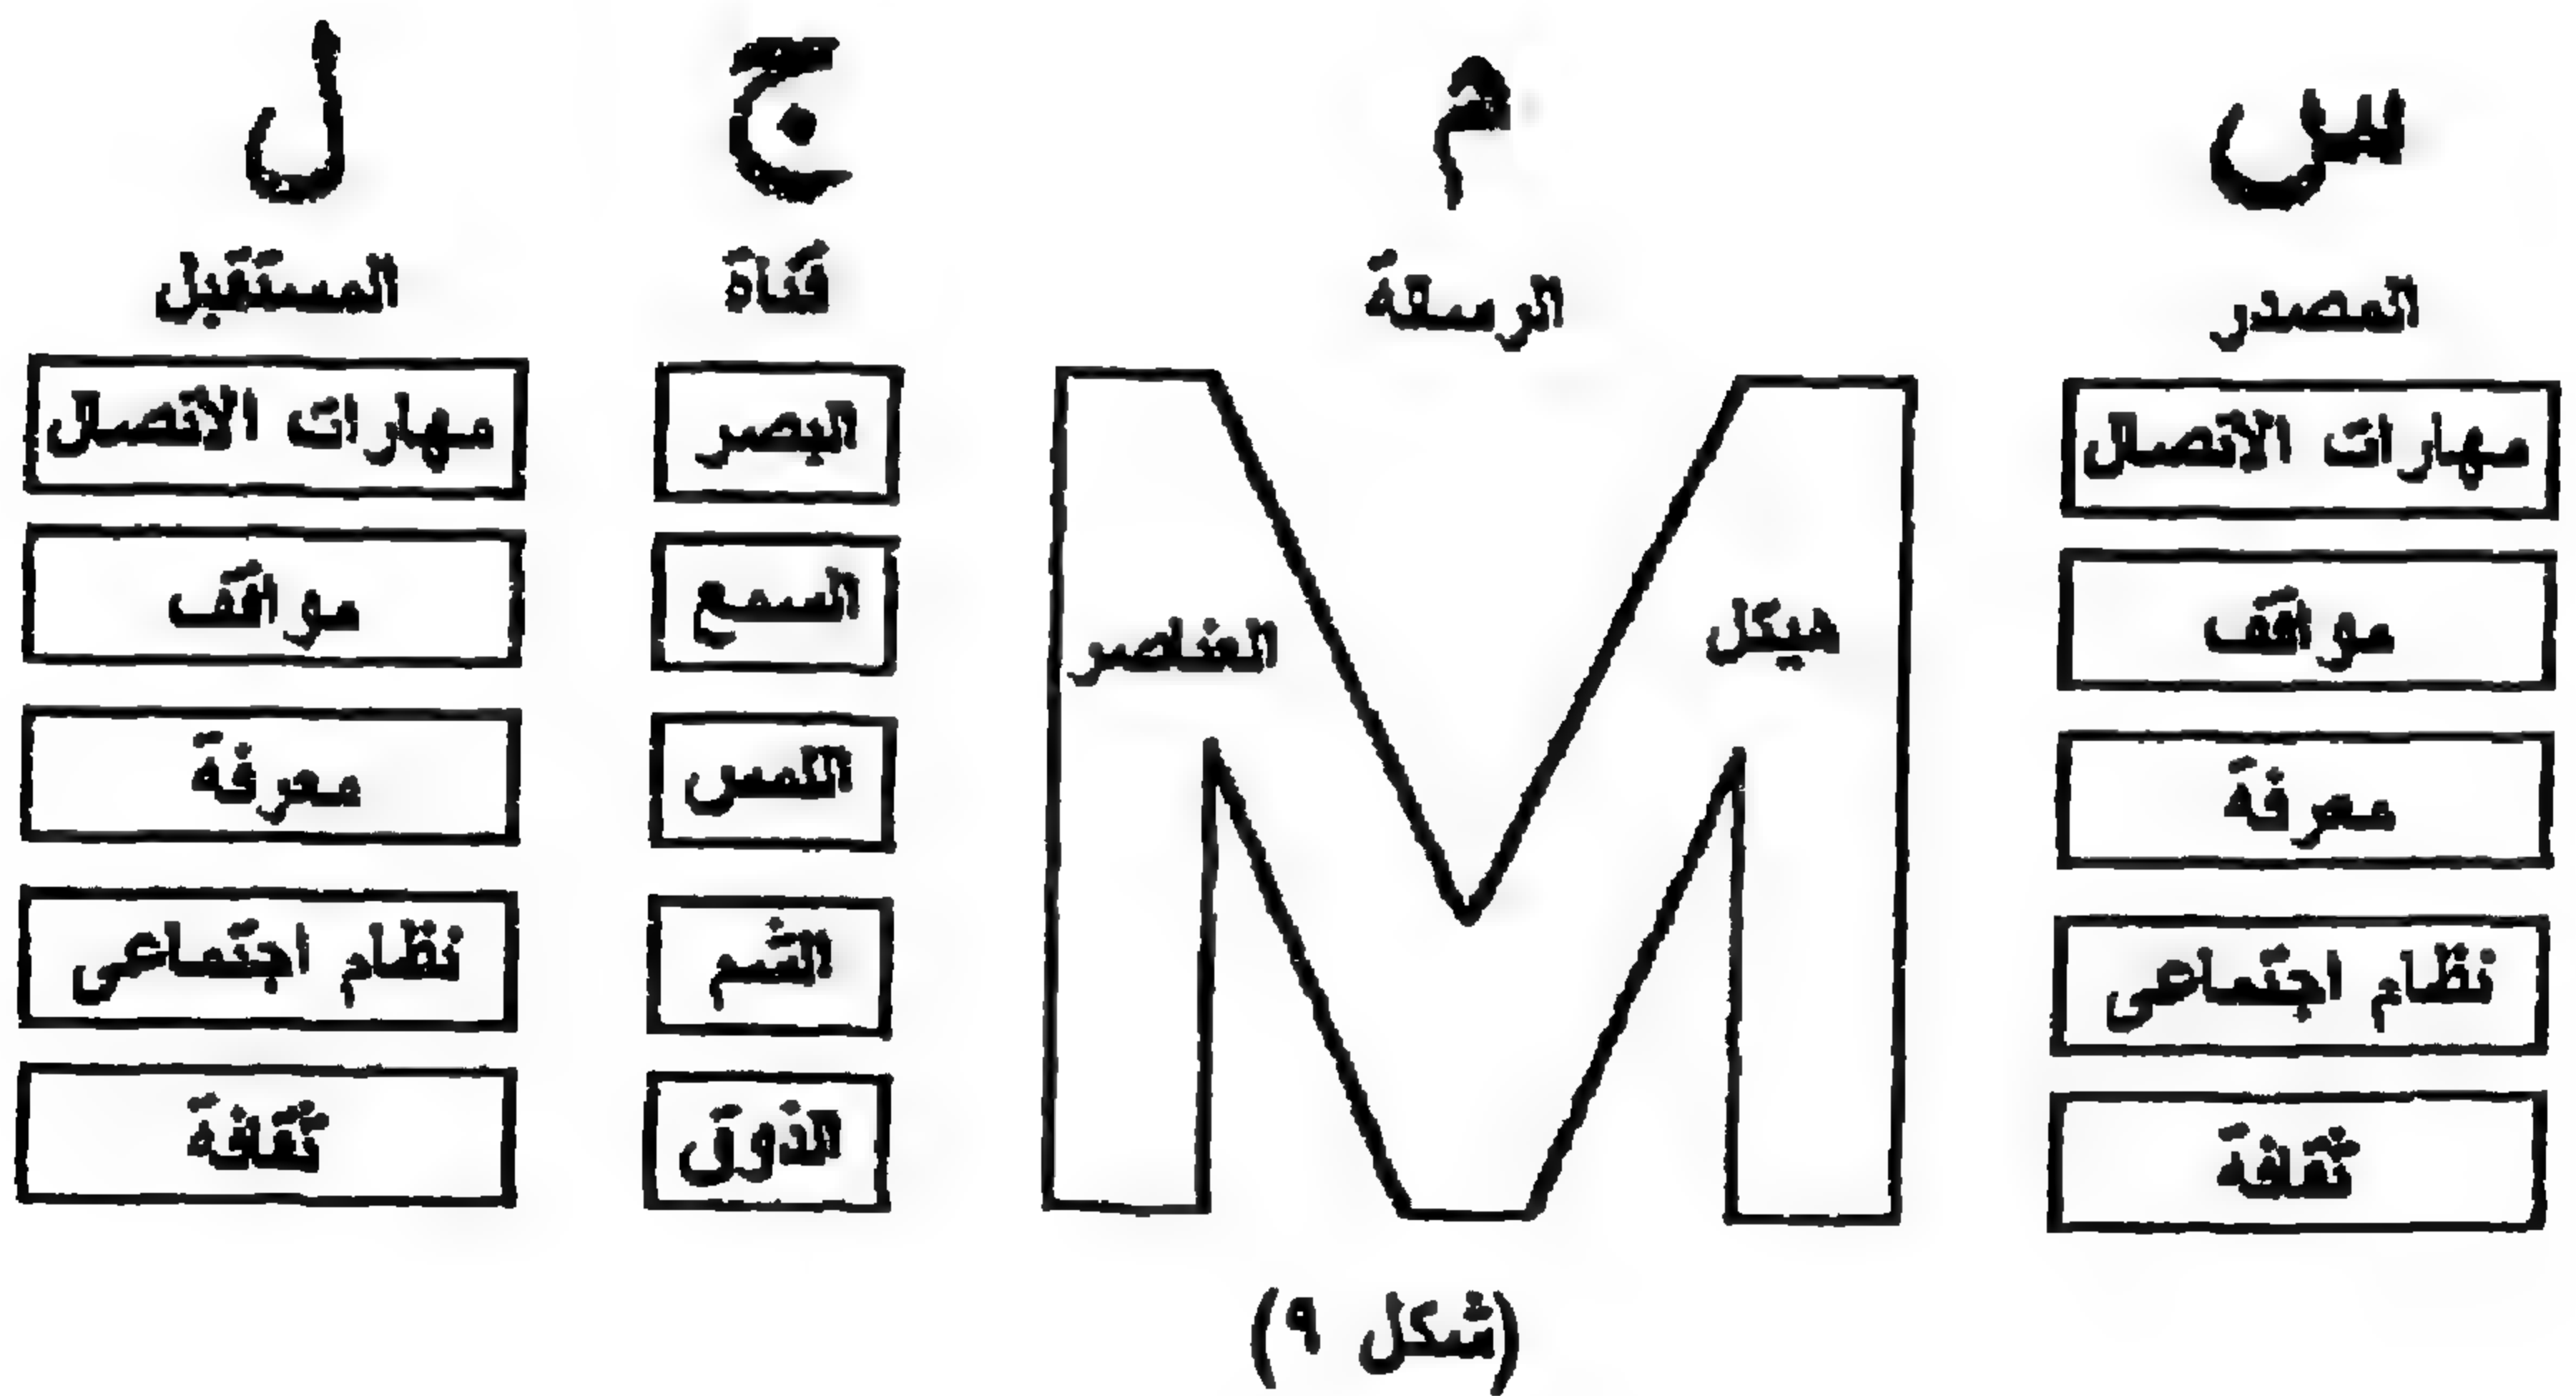 س م ج ل
المصدر الرسلة قناة المستقبل
مهارات الاتصال البصر مهارات الاتصال
مواقف هيكل العناصر السمع مواقف
معرفة اللمس معرفة
نظام اجتماعى الشم نظام اجتماعى
ثقافة الذوق ثقافة
M
(شكل ٩)